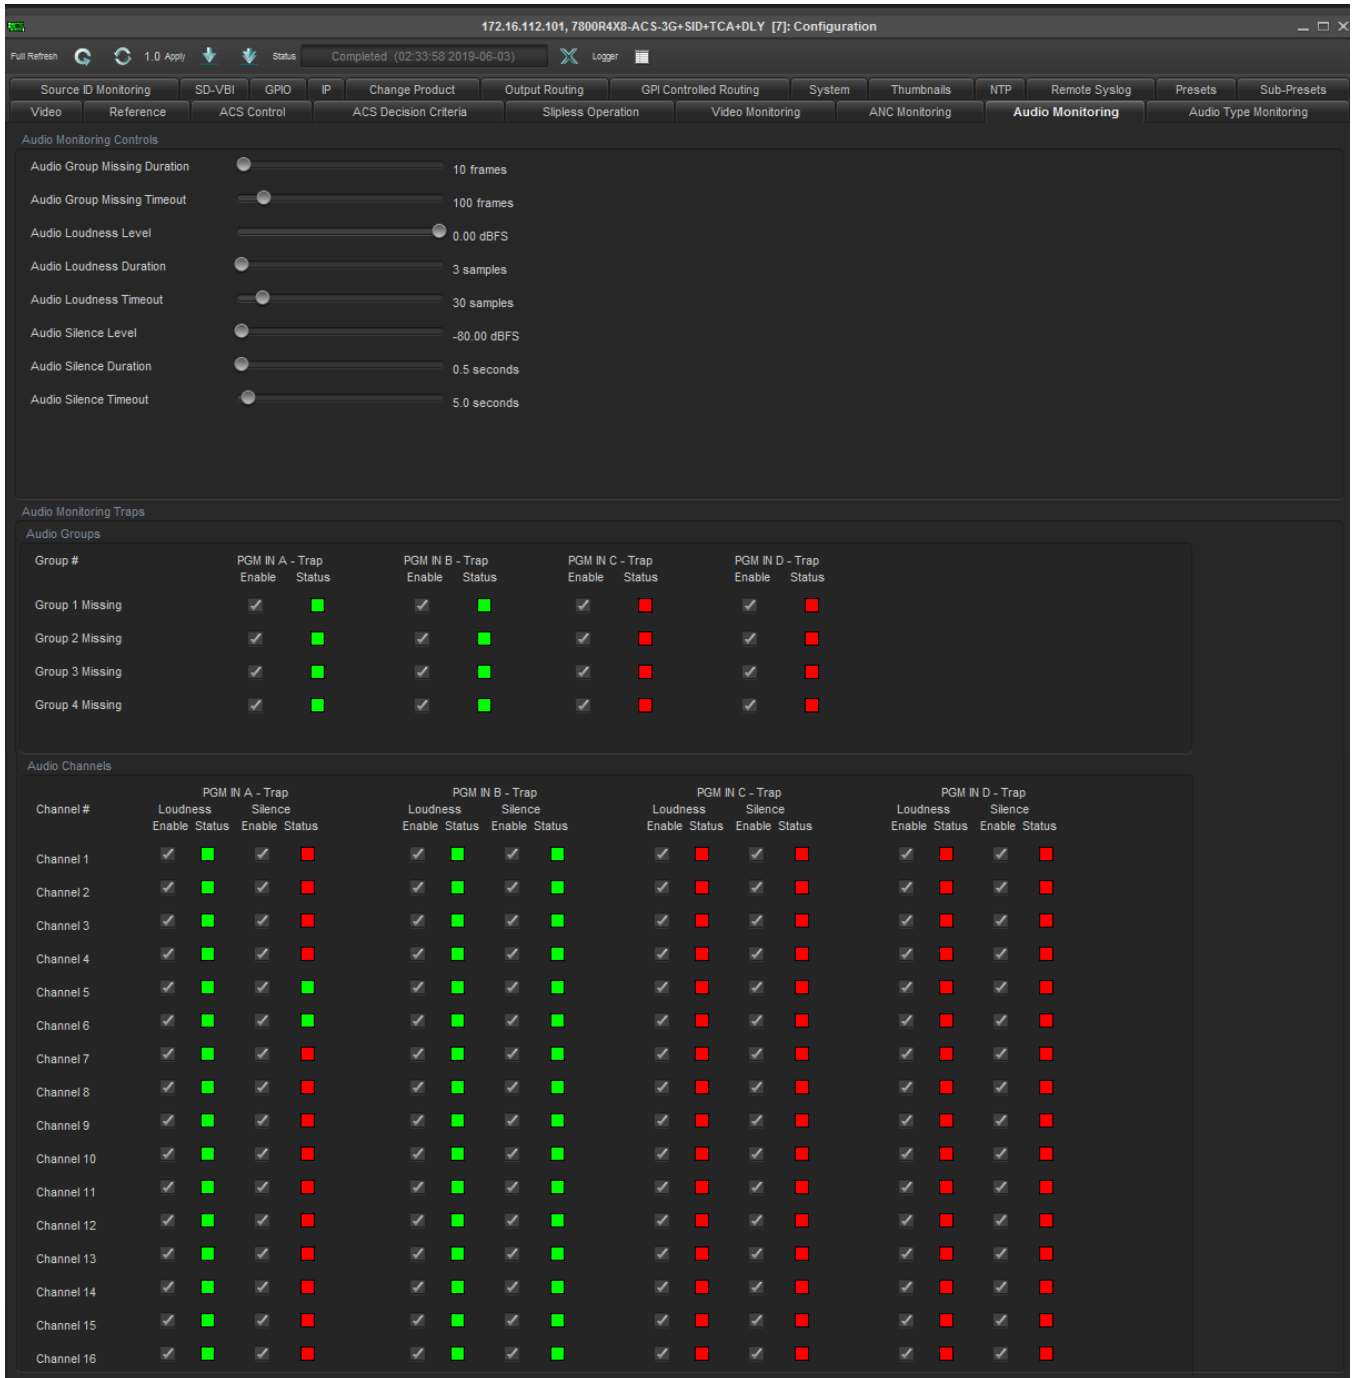 172.16.112.101, 7800R4X8-ACS-3G+SID+TCA+DLY [7]: Configuration
Full Refresh 1.0 Apply Status Completed (02:33:58 2019-06-03) Logger
Source ID Monitoring SD-VBI GPIO IP Change Product Output Routing GPI Controlled Routing System Thumbnails NTP Remote Syslog Presets Sub-Presets
Video Reference ACS Control ACS Decision Criteria Slipless Operation Video Monitoring ANC Monitoring Audio Monitoring Audio Type Monitoring
Audio Monitoring Controls
Audio Group Missing Duration 10 frames
Audio Group Missing Timeout 100 frames
Audio Loudness Level 0.00 dBFS
Audio Loudness Duration 3 samples
Audio Loudness Timeout 30 samples
Audio Silence Level -80.00 dBFS
Audio Silence Duration 0.5 seconds
Audio Silence Timeout 5.0 seconds
Audio Monitoring Traps
Audio Groups
Group # PGM IN A - Trap PGM IN B - Trap PGM IN C - Trap PGM IN D - Trap
Enable Status Enable Status Enable Status Enable Status
Group 1 Missing
Group 2 Missing
Group 3 Missing
Group 4 Missing
Audio Channels
PGM IN A - Trap PGM IN B - Trap PGM IN C - Trap PGM IN D - Trap
Channel # Loudness Silence Loudness Silence Loudness Silence Loudness Silence
Enable Status Enable Status Enable Status Enable Status Enable Status Enable Status Enable Status Enable Status
Channel 1
Channel 2
Channel 3
Channel 4
Channel 5
Channel 6
Channel 7
Channel 8
Channel 9
Channel 10
Channel 11
Channel 12
Channel 13
Channel 14
Channel 15
Channel 16